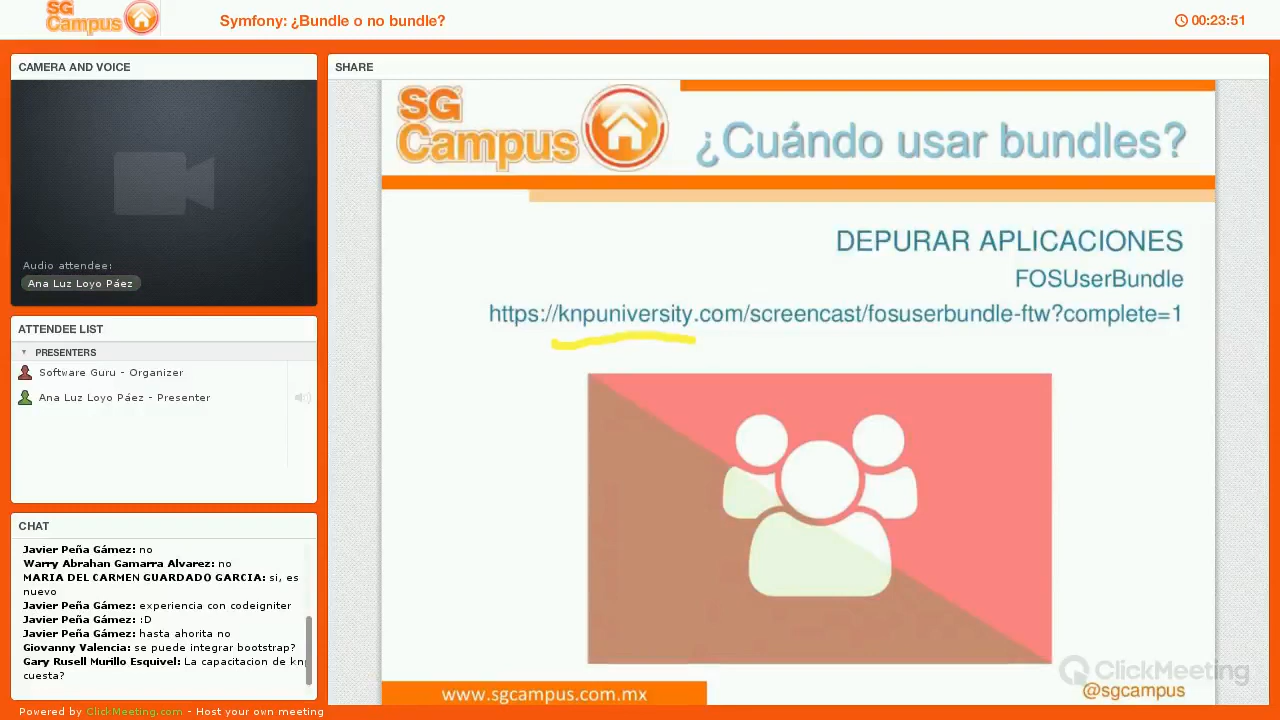 SG
Campus
Symfony: ¿Bundle o no bundle?
00:23:51
CAMERA AND VOICE
Audio attendee:
Ana Luz Loyo Páez
ATTENDEE LIST
PRESENTERS
Software Guru - Organizer
Ana Luz Loyo Páez - Presenter
CHAT
Javier Peña Gámez: no
Warry Abrahan Gamarra Alvarez: no
MARIA DEL CARMEN GUARDADO GARCIA: si, es
nuevo
Javier Peña Gámez: experiencia con codeigniter
Javier Peña Gámez: :D
Javier Peña Gámez: hasta ahorita no
Giovanny Valencia: se puede integrar bootstrap?
Gary Rusell Murillo Esquivel: La capacitacion de knp
cuesta?
SHARE
SG
Campus
¿Cuándo usar bundles?
DEPURAR APLICACIONES
FOSUserBundle
https://knpuniversity.com/screencast/fosuserbundle-ftw?complete=1
ClickMeeting
www.sgcampus.com.mx
@sgcampus
Powered by ClickMeeting.com - Host your own meeting